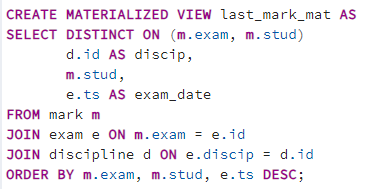 CREATE MATERIALIZED VIEW last_mark_mat AS
SELECT DISTINCT ON (m.exam, m.stud)
d.id AS discip,
m.stud,
e.ts AS exam_date
FROM mark m
JOIN exam e ON m.exam = e.id
JOIN discipline d ON e.discip = d.id
ORDER BY m.exam, m.stud, e.ts DESC;